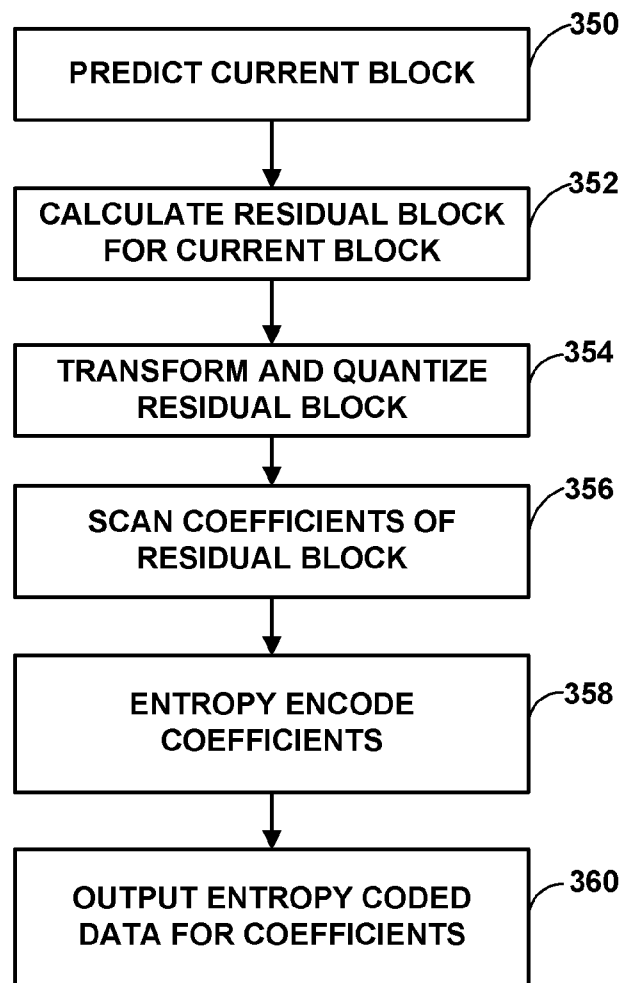 350
PREDICT CURRENT BLOCK
352
CALCULATE RESIDUAL BLOCK
FOR CURRENT BLOCK
354
TRANSFORM AND QUANTIZE
RESIDUAL BLOCK
356
SCAN COEFFICIENTS OF
RESIDUAL BLOCK
358
ENTROPY ENCODE
COEFFICIENTS
360
OUTPUT ENTROPY CODED
DATA FOR COEFFICIENTS